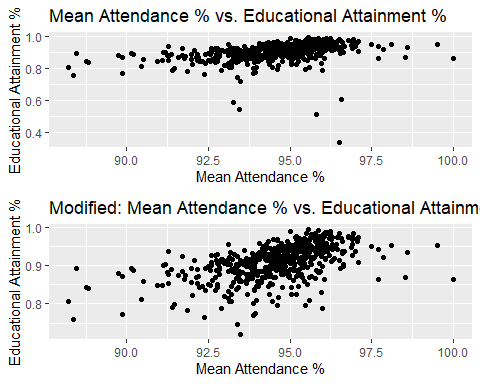 Mean Attendance % vs. Educational Attainment %
Educational Attainment %
1.0
0.8
0.6
0.4
90.0 92.5 95.0 97.5 100.0
Mean Attendance %
Modified: Mean Attendance % vs. Educational Attainm
Educational Attainment %
1.0
0.9
0.8
90.0 92.5 95.0 97.5 100.0
Mean Attendance %